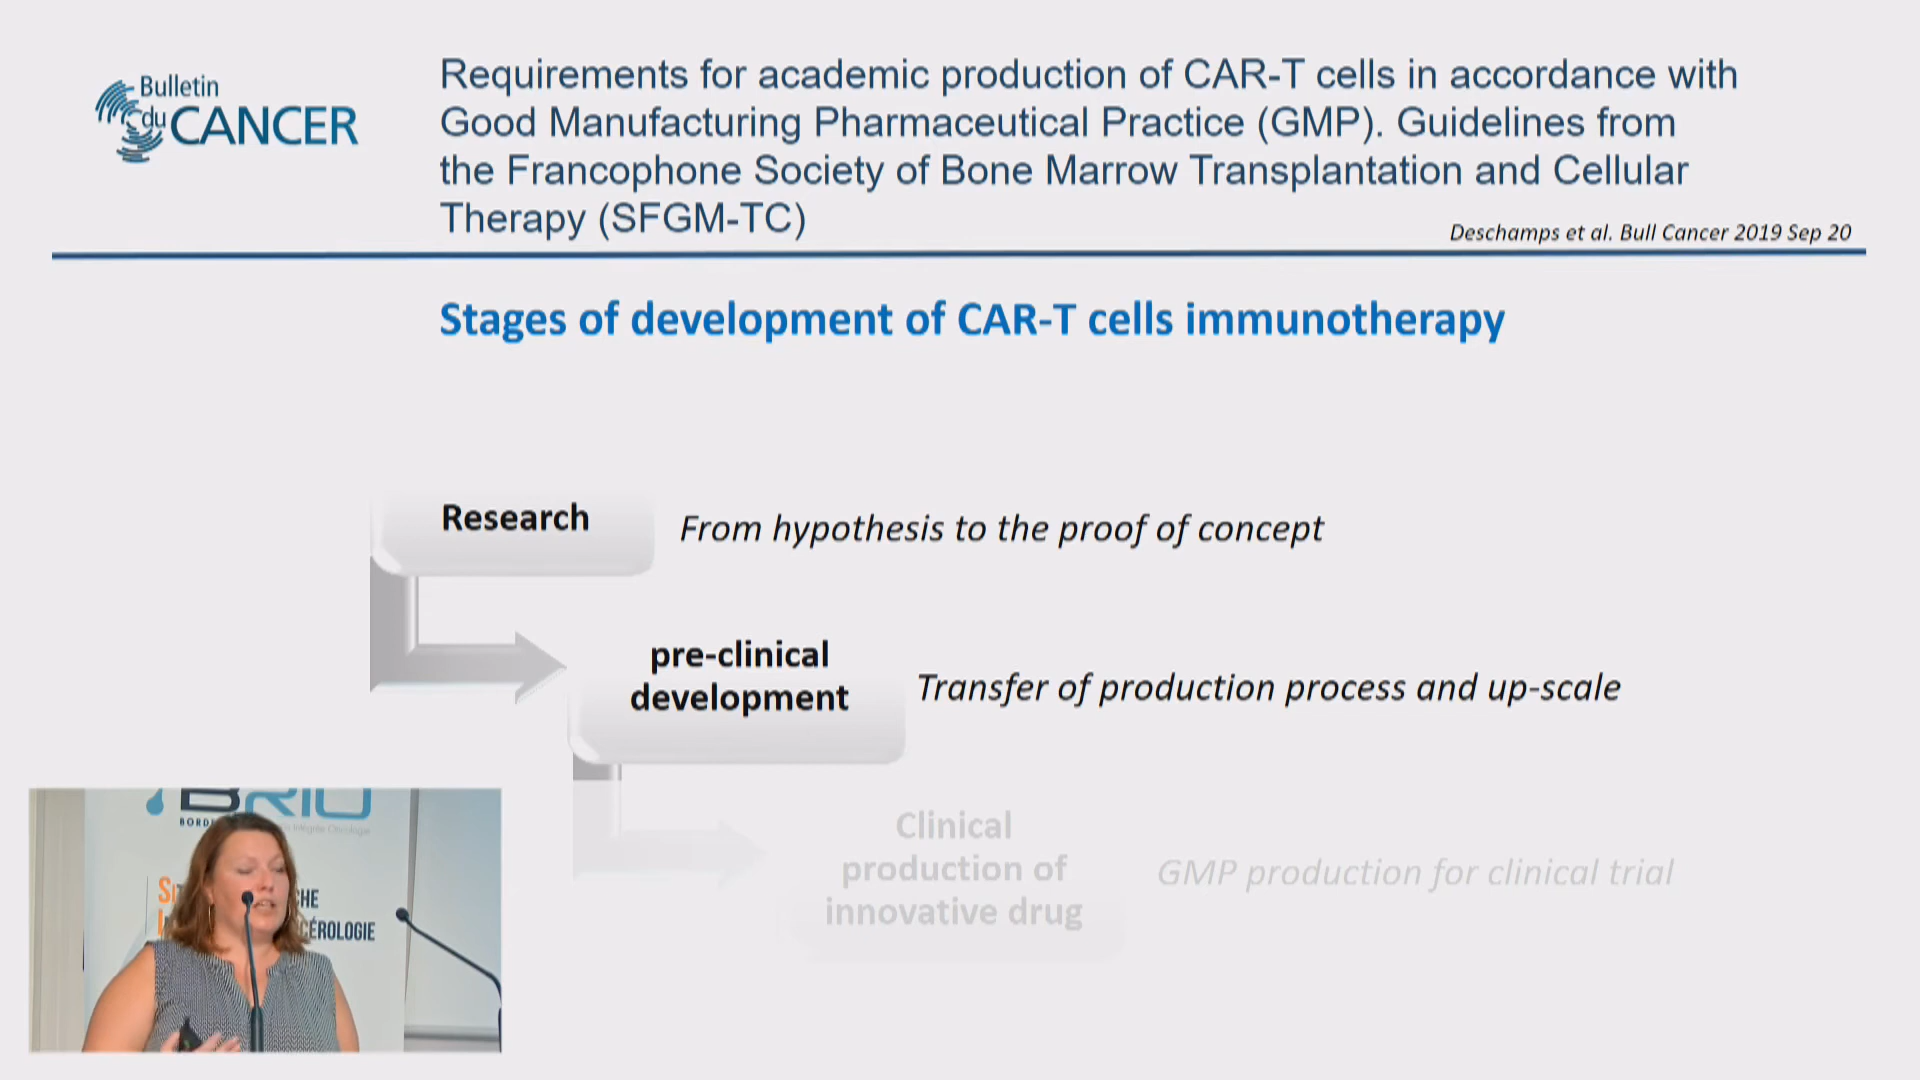 Bulletin
du CANCER
Requirements for academic production of CAR-T cells in accordance with
Good Manufacturing Pharmaceutical Practice (GMP). Guidelines from
the Francophone Society of Bone Marrow Transplantation and Cellular
Therapy (SFGM-TC)
Deschamps et al. Bull Cancer 2019 Sep 20
Stages of development of CAR-T cells immunotherapy
Research
From hypothesis to the proof of concept
pre-clinical
development
Transfer of production process and up-scale
Clinical
production of
innovative drug
GMP production for clinical trial
BRIO